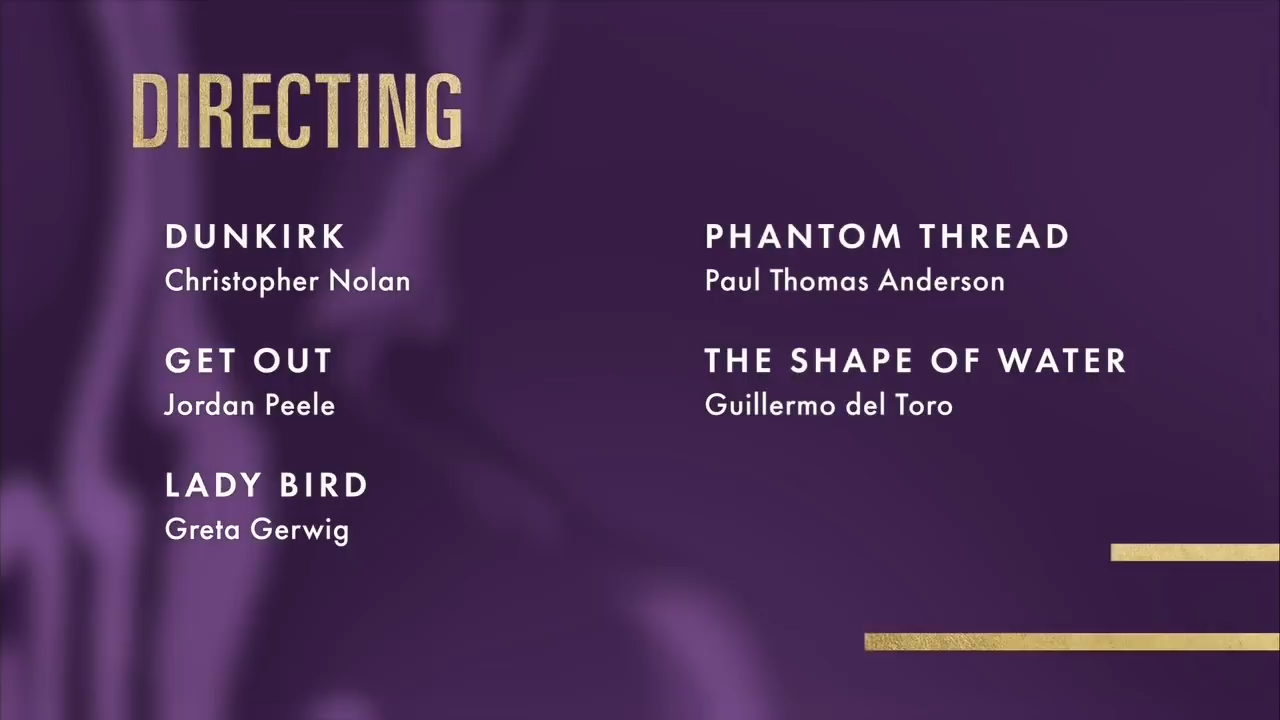 DIRECTING
DUNKIRK
Christopher Nolan
GET OUT
Jordan Peele
LADY BIRD
Greta Gerwig
PHANTOM THREAD
Paul Thomas Anderson
THE SHAPE OF WATER
Guillermo del Toro